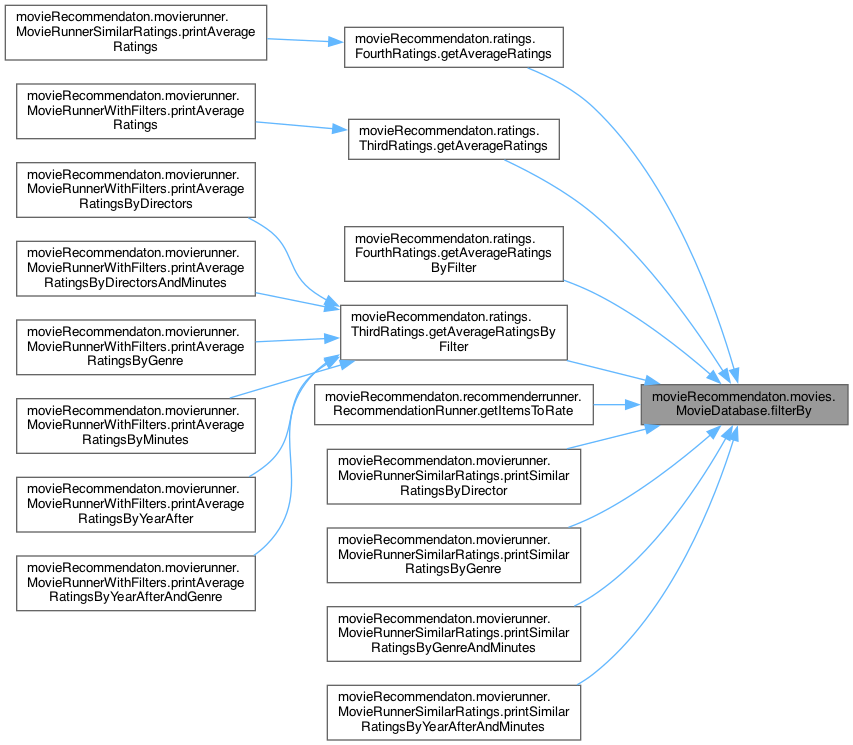 movieRecommendaton.movierunner.
MovieRunnerSimilarRatings.printAverage
Ratings
movieRecommendaton.movierunner.
MovieRunnerWithFilters.printAverage
Ratings
movieRecommendaton.movierunner.
MovieRunnerWithFilters.printAverage
RatingsByDirectors
movieRecommendaton.movierunner.
MovieRunnerWithFilters.printAverage
RatingsByDirectorsAndMinutes
movieRecommendaton.movierunner.
MovieRunnerWithFilters.printAverage
RatingsByGenre
movieRecommendaton.movierunner.
MovieRunnerWithFilters.printAverage
RatingsByMinutes
movieRecommendaton.movierunner.
MovieRunnerWithFilters.printAverage
RatingsByYearAfter
movieRecommendaton.movierunner.
MovieRunnerWithFilters.printAverage
RatingsByYearAfterAndGenre
movieRecommendaton.ratings.
FourthRatings.getAverageRatings
movieRecommendaton.ratings.
ThirdRatings.getAverageRatings
movieRecommendaton.ratings.
FourthRatings.getAverageRatings
ByFilter
movieRecommendaton.ratings.
ThirdRatings.getAverageRatingsBy
Filter
movieRecommendaton.recommenderrunner.
RecommendationRunner.getItemsToRate
movieRecommendaton.movierunner.
MovieRunnerSimilarRatings.printSimilar
RatingsByDirector
movieRecommendaton.movierunner.
MovieRunnerSimilarRatings.printSimilar
RatingsByGenre
movieRecommendaton.movierunner.
MovieRunnerSimilarRatings.printSimilar
RatingsByGenreAndMinutes
movieRecommendaton.movierunner.
MovieRunnerSimilarRatings.printSimilar
RatingsByYearAfterAndMinutes
movieRecommendaton.movies.
MovieDatabase.filterBy